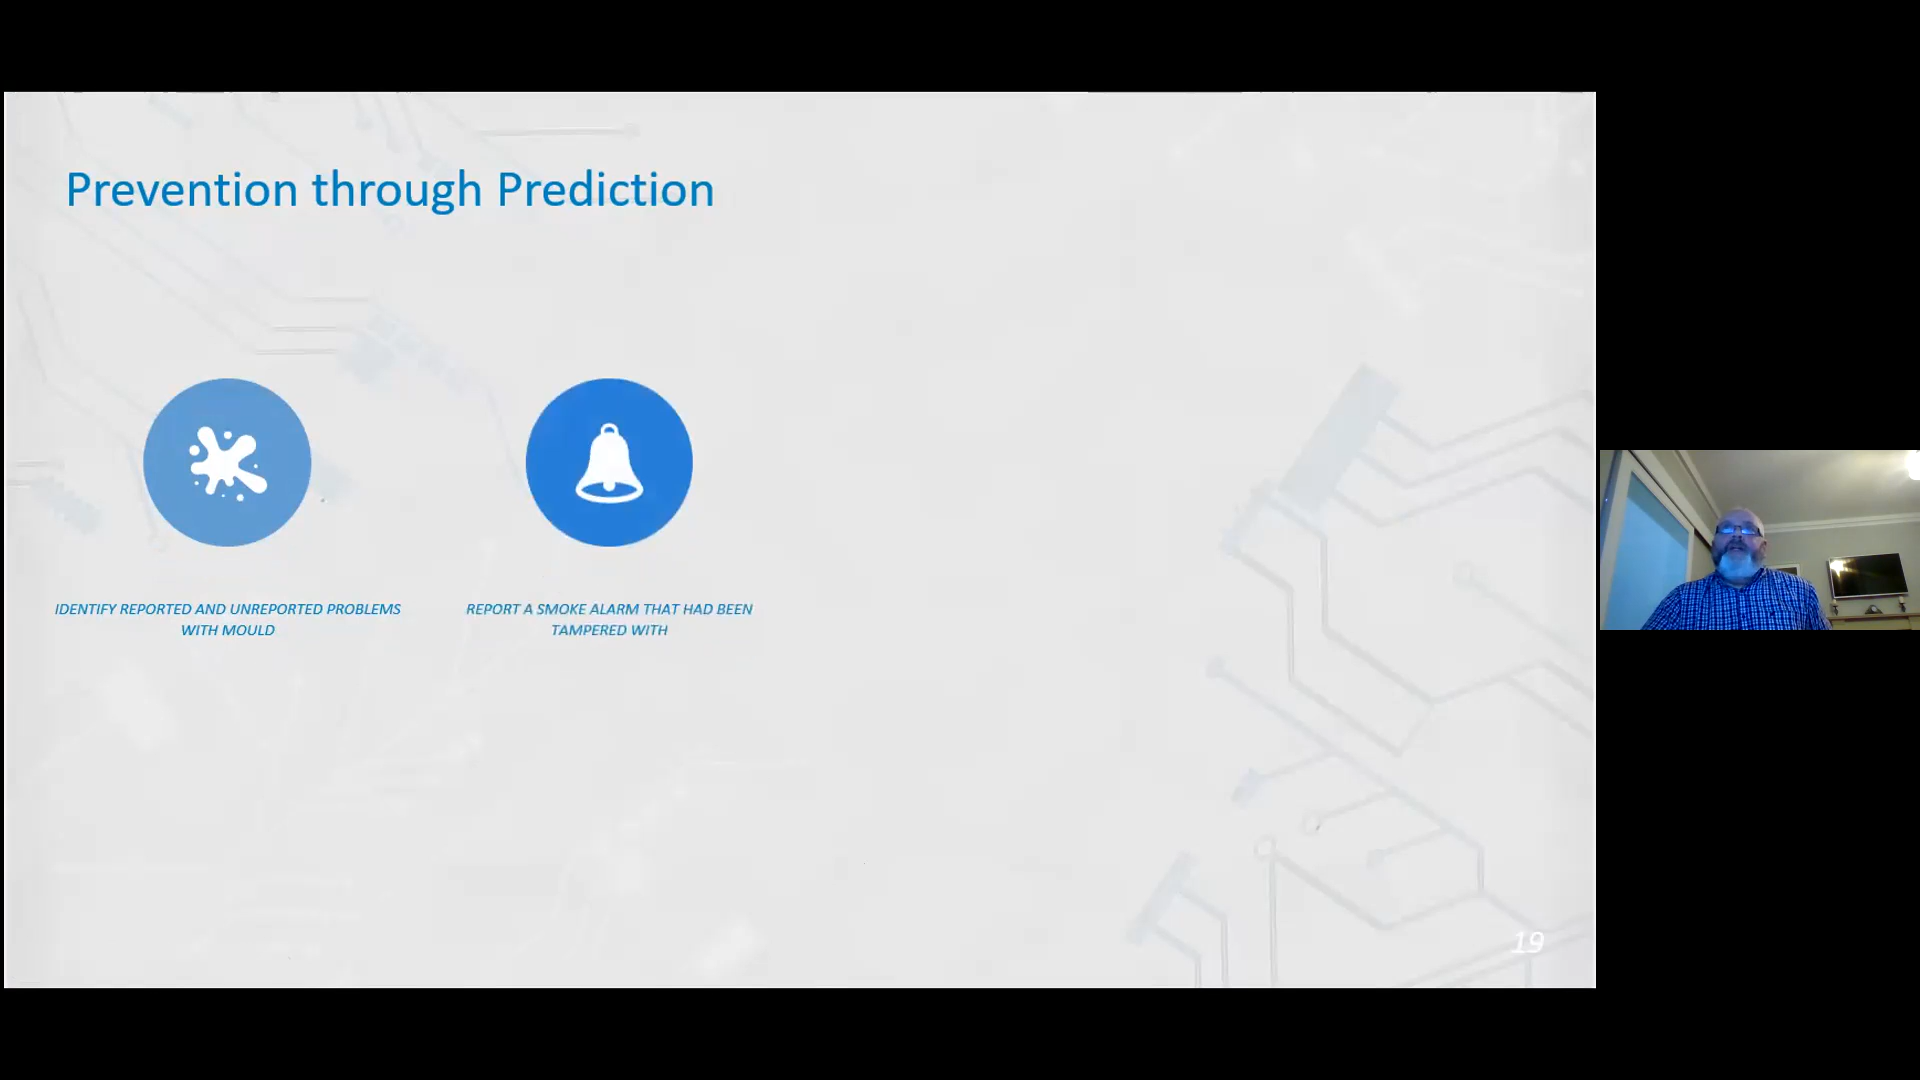 Prevention through Prediction
IDENTIFY REPORTED AND UNREPORTED PROBLEMS
WITH MOULD
REPORT A SMOKE ALARM THAT HAD BEEN
TAMPERED WITH
19